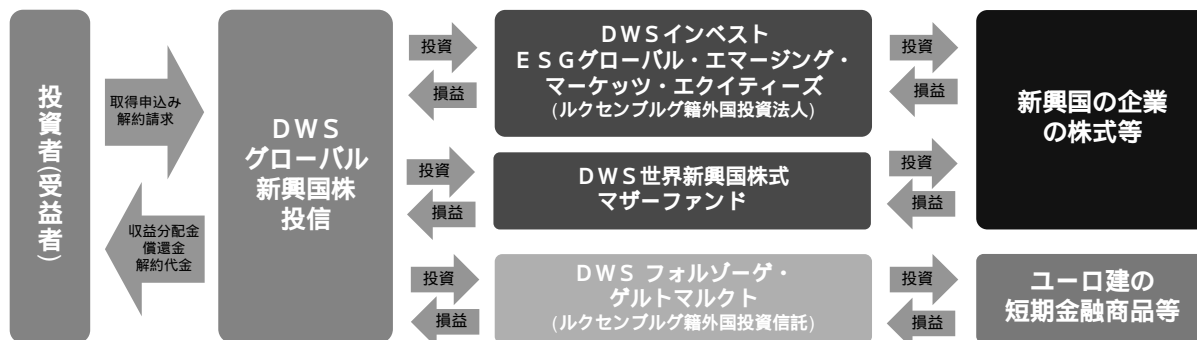 投資者(受益者)
取得申込み
解約請求
収益分配金
償還金
解約代金
DWS
グローバル
新興国株
投信
投資
損益
DWSインベスト
ESGグローバル・エマージング・
マーケッツ・エクイティーズ
(ルクセンブルグ籍外国投資法人)
投資
損益
新興国の企業
の株式等
投資
損益
DWS世界新興国株式
マザーファンド
投資
損益
投資
損益
DWS フォルゾーゲ・
ゲルトマルクト
(ルクセンブルグ籍外国投資信託)
投資
損益
ユーロ建の
短期金融商品等